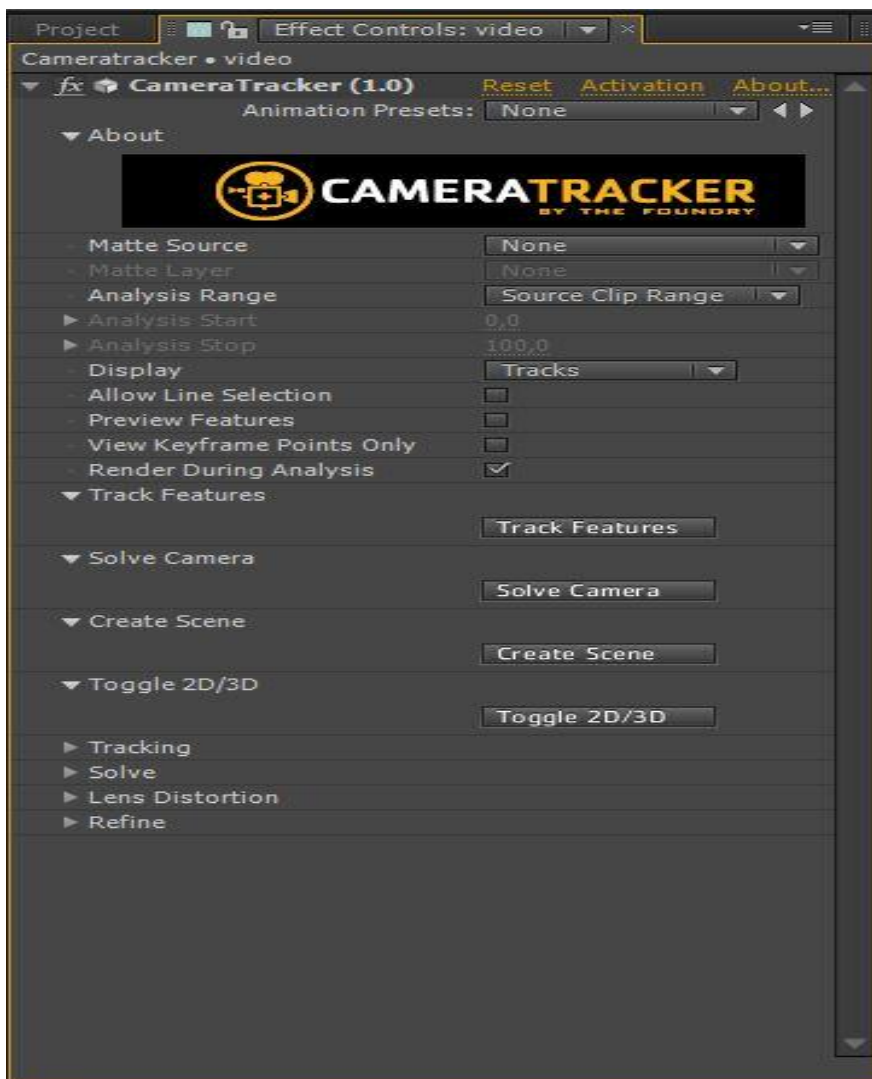 Project Effect Controls: video
Cameratracker • video
fx CameraTracker (1.0) Reset Activation About...
Animation Presets: None
About
CAMERATRACKER
BY THE FOUNDRY
Matte Source None
Matte Layer None
Analysis Range Source Clip Range
Analysis Start 0,0
Analysis Stop 100,0
Display Tracks
Allow Line Selection
Preview Features
View Keyframe Points Only
Render During Analysis
Track Features
Track Features
Solve Camera
Solve Camera
Create Scene
Create Scene
Toggle 2D/3D
Toggle 2D/3D
Tracking
Solve
Lens Distortion
Refine